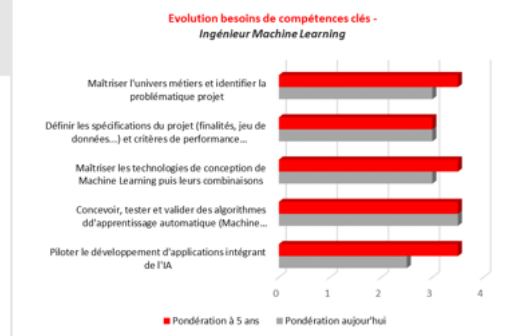 Evolution besoins de compétences clés -
Ingénieur Machine Learning
Maîtriser l'univers métiers et identifier la
problématique projet
Définir les spécifications du projet (finalités, jeu de
données...) et critères de performance...
Maîtriser les technologies de conception de
Machine Learning puis leurs combinaisons
Concevoir, tester et valider des algorithmes
dd'apprentissage automatique (Machine...
Piloter le développement d'applications intégrant
de l'IA
0 1 2 3 4
Pondération à 5 ans Pondération aujourd'hui